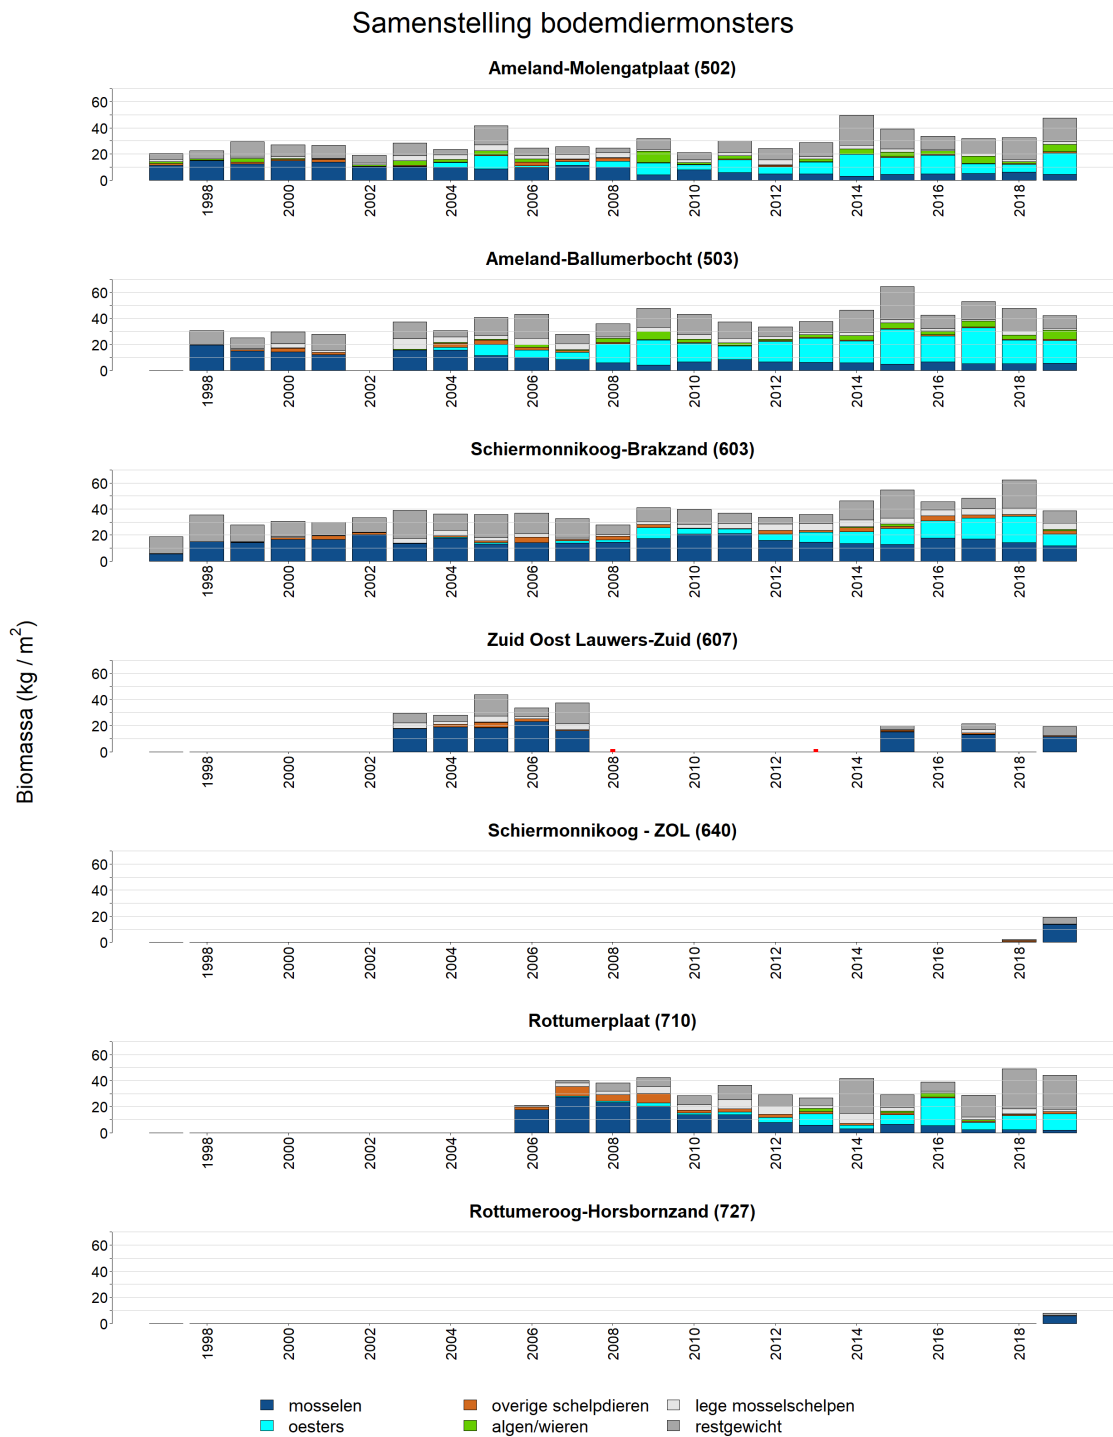 Samenstelling bodemdiermonsters
Biomassa (kg / m²)
Ameland-Molengatplaat (502)
60
40
20
0
1998 2000 2002 2004 2006 2008 2010 2012 2014 2016 2018
Ameland-Ballumerbocht (503)
60
40
20
0
1998 2000 2002 2004 2006 2008 2010 2012 2014 2016 2018
Schiermonnikoog-Brakzand (603)
60
40
20
0
1998 2000 2002 2004 2006 2008 2010 2012 2014 2016 2018
Zuid Oost Lauwers-Zuid (607)
60
40
20
0
1998 2000 2002 2004 2006 2008 2010 2012 2014 2016 2018
Schiermonnikoog - ZOL (640)
60
40
20
0
1998 2000 2002 2004 2006 2008 2010 2012 2014 2016 2018
Rottumerplaat (710)
60
40
20
0
1998 2000 2002 2004 2006 2008 2010 2012 2014 2016 2018
Rottumeroog-Horsbornzand (727)
60
40
20
0
1998 2000 2002 2004 2006 2008 2010 2012 2014 2016 2018
mosselen overige schelpdieren lege mosselschelpen
oesters algen/wieren restgewicht